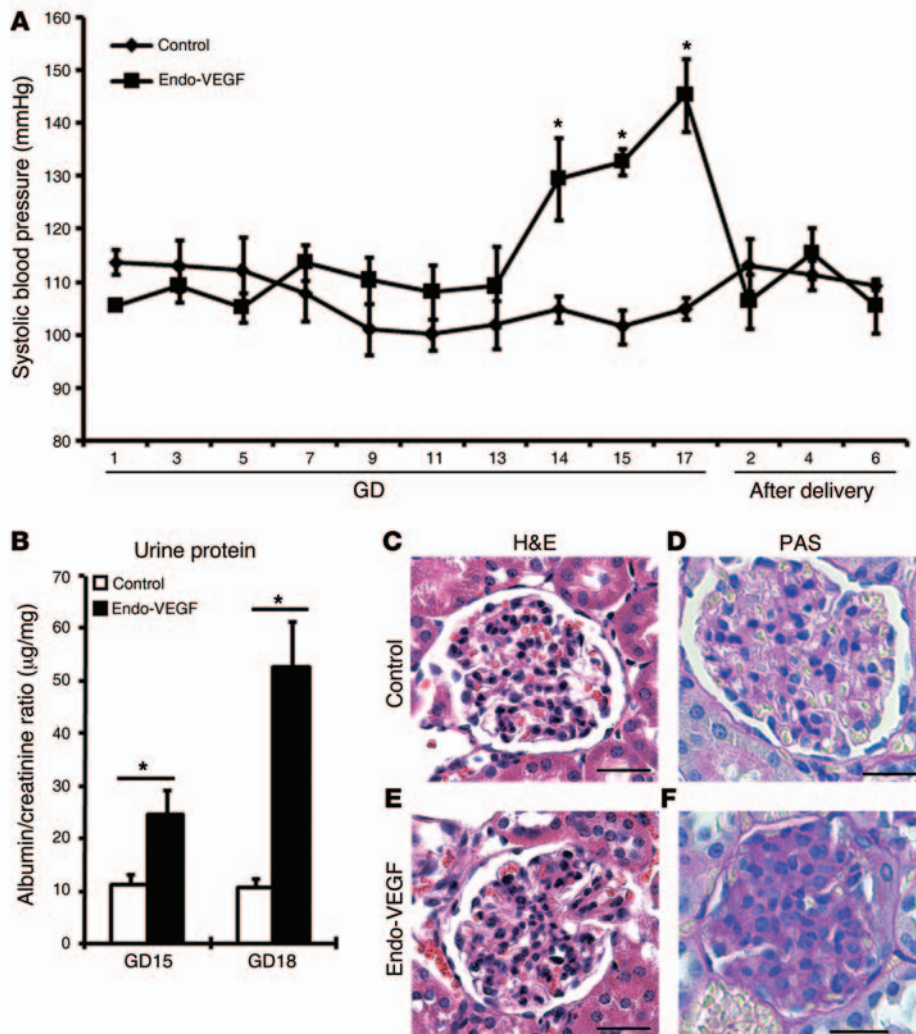 A
160
150
140
130
120
110
100
90
80
Systolic blood pressure (mmHg)
Control
Endo-VEGF
*
*
*
1 3 5 7 9 11 13 14 15 17 2 4 6
GD After delivery
B
Urine protein
Control
Endo-VEGF
70
60
50
40
30
20
10
0
Albumin/creatinine ratio (µg/mg)
*
*
GD15 GD18
C H&E D PAS
Control
E F
Endo-VEGF